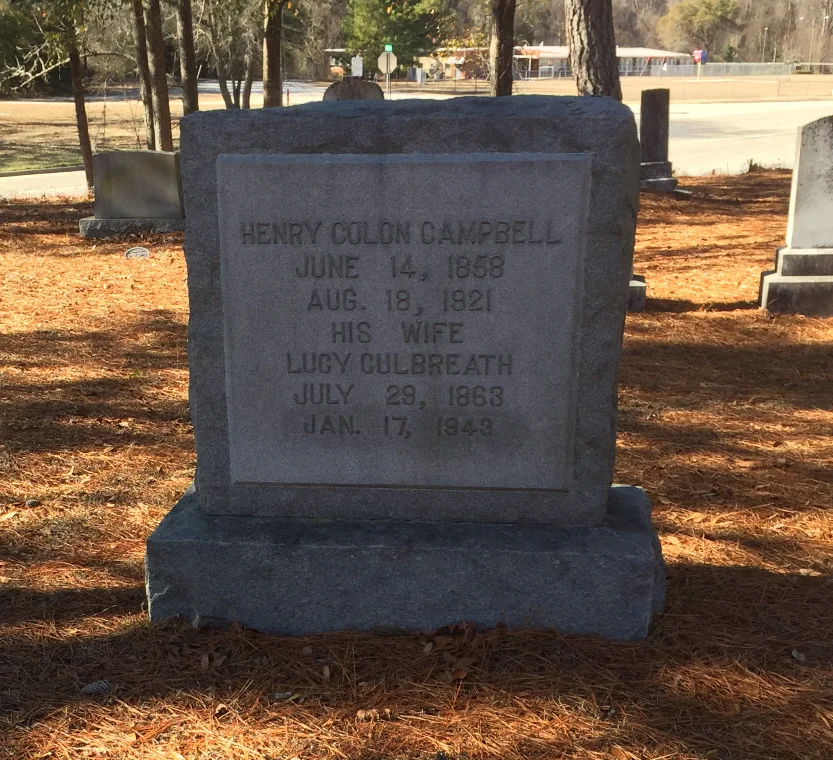 HENRY COLON CAMPBELL
JUNE 14, 1858
AUG. 18, 1921
HIS WIFE
LUCY CULBREATH
JULY 29, 1863
JAN. 17, 1943